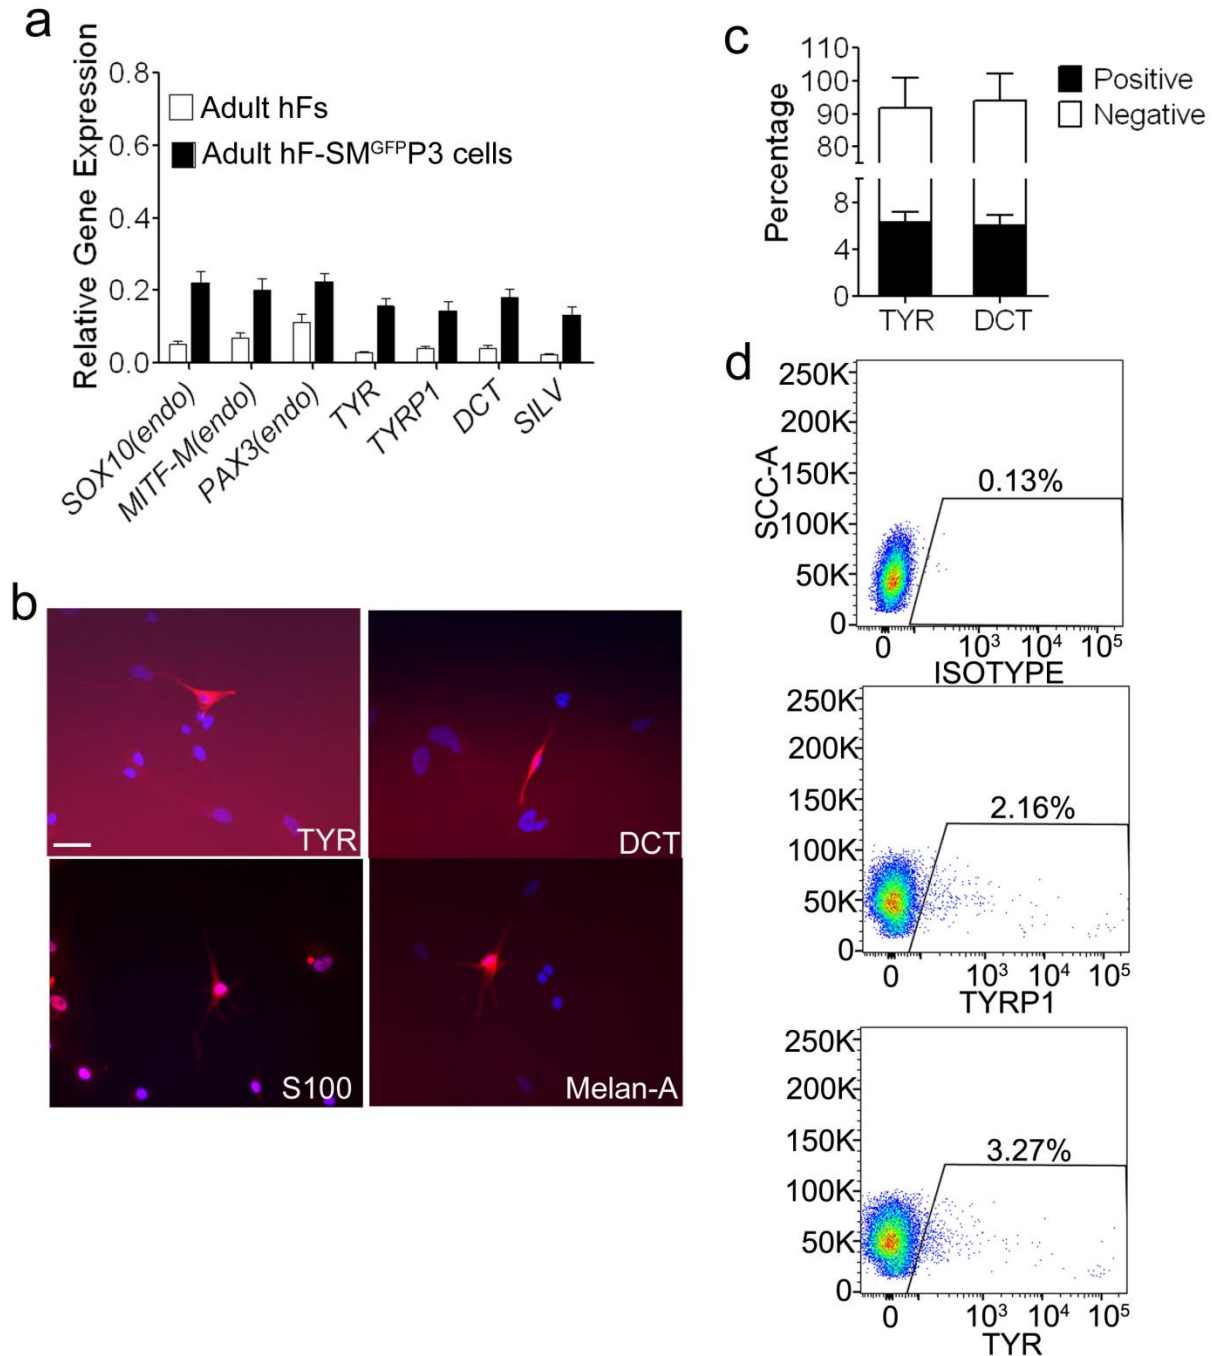 a
Relative Gene Expression
0.8
0.6
0.4
0.2
0.0
Adult hFs
Adult hF-SM^GFP P3 cells
SOX10(endo)
MITF-M(endo)
PAX3(endo)
TYR
TYRP1
DCT
SILV
b
TYR
DCT
S100
Melan-A
c
Percentage
110
100
90
80
8
4
0
TYR
DCT
Positive
Negative
d
SCC-A
250K
200K
150K
100K
50K
0
0.13%
0 10³ 10⁴ 10⁵
ISOTYPE
250K
200K
150K
100K
50K
0
2.16%
0 10³ 10⁴ 10⁵
TYRP1
250K
200K
150K
100K
50K
0
3.27%
0 10³ 10⁴ 10⁵
TYR